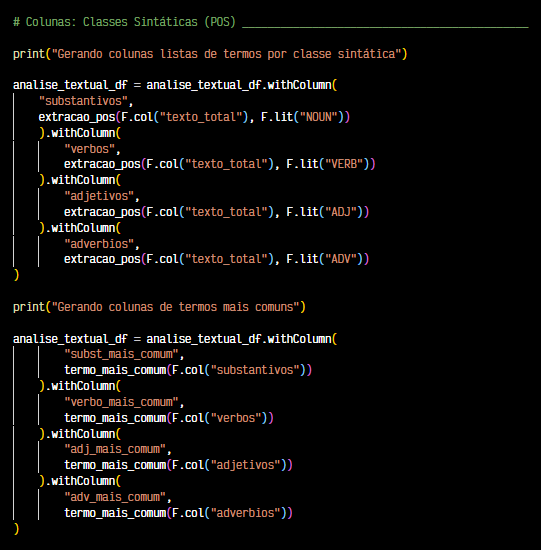 # Colunas: Classes Sintáticas (POS) _____________________________________________
print("Gerando colunas listas de termos por classe sintática")
analise_textual_df = analise_textual_df.withColumn(
"substantivos",
extracao_pos(F.col("texto_total"), F.lit("NOUN"))
).withColumn(
"verbos",
extracao_pos(F.col("texto_total"), F.lit("VERB"))
).withColumn(
"adjetivos",
extracao_pos(F.col("texto_total"), F.lit("ADJ"))
).withColumn(
"adverbios",
extracao_pos(F.col("texto_total"), F.lit("ADV"))
)
print("Gerando colunas de termos mais comuns")
analise_textual_df = analise_textual_df.withColumn(
"subst_mais_comum",
termo_mais_comum(F.col("substantivos"))
).withColumn(
"verbo_mais_comum",
termo_mais_comum(F.col("verbos"))
).withColumn(
"adj_mais_comum",
termo_mais_comum(F.col("adjetivos"))
).withColumn(
"adv_mais_comum",
termo_mais_comum(F.col("adverbios"))
)